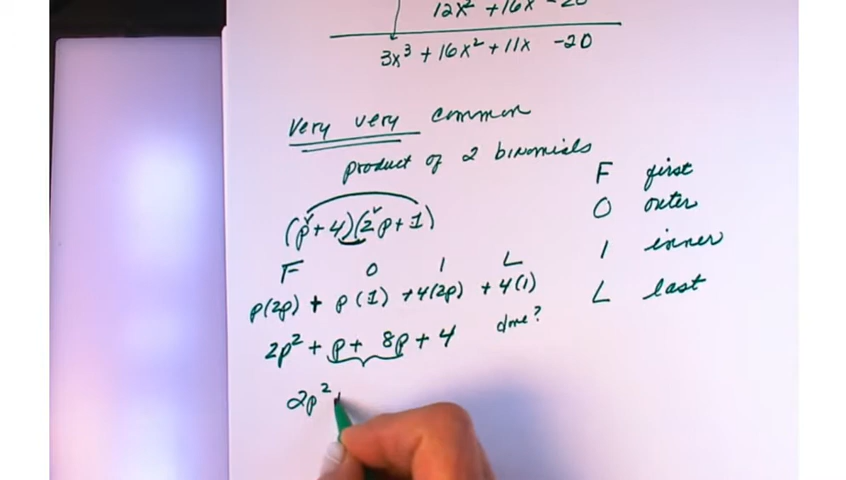 12x² + 16x - 20
3x³ + 16x² + 11x - 20
Very very common
product of 2 binomials
F first
O outer
I inner
L last
(p + 4)(2p + 1)
F O I L
p(2p) + p(1) + 4(2p) + 4(1)
2p² + p + 8p + 4 done?
2p²